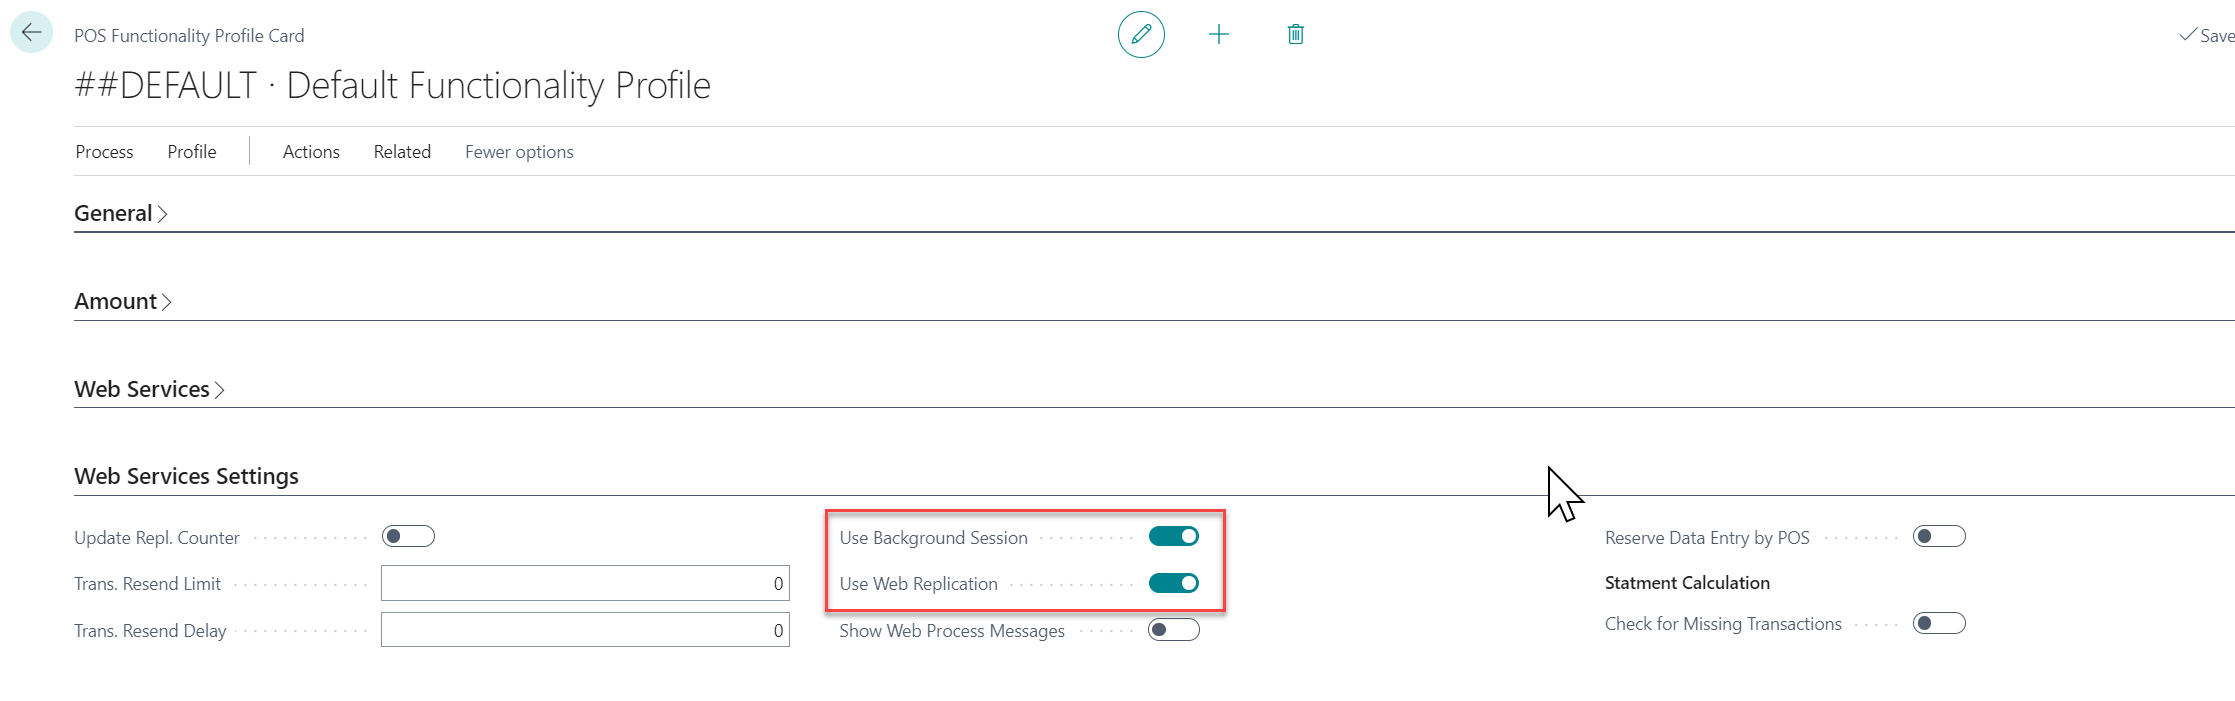 POS Functionality Profile Card
Save
##DEFAULT · Default Functionality Profile
Process Profile Actions Related Fewer options
General
Amount
Web Services
Web Services Settings
Update Repl. Counter
Trans. Resend Limit 0
Trans. Resend Delay 0
Use Background Session
Use Web Replication
Show Web Process Messages
Reserve Data Entry by POS
Statment Calculation
Check for Missing Transactions